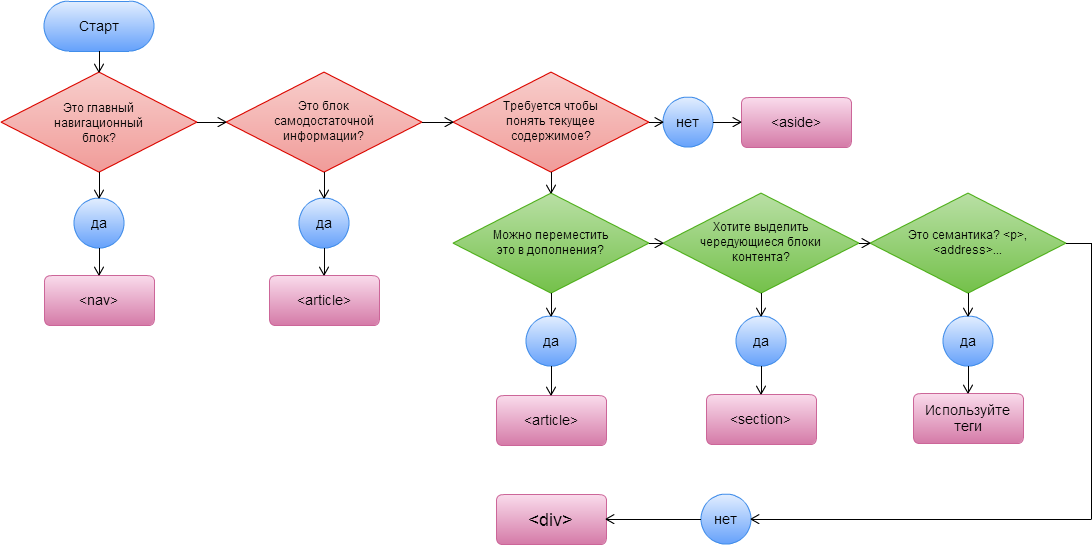 Старт
Это главный
навигационный
блок?
Это блок
самодостаточной
информации?
Требуется чтобы
понять текущее
содержимое?
нет
<aside>
да
да
<nav>
<article>
Можно переместить
это в дополнения?
Хотите выделить
чередующиеся блоки
контента?
Это семантика? <p>,
<address>...
да
да
да
<article>
<section>
Используйте
теги
<div>
нет